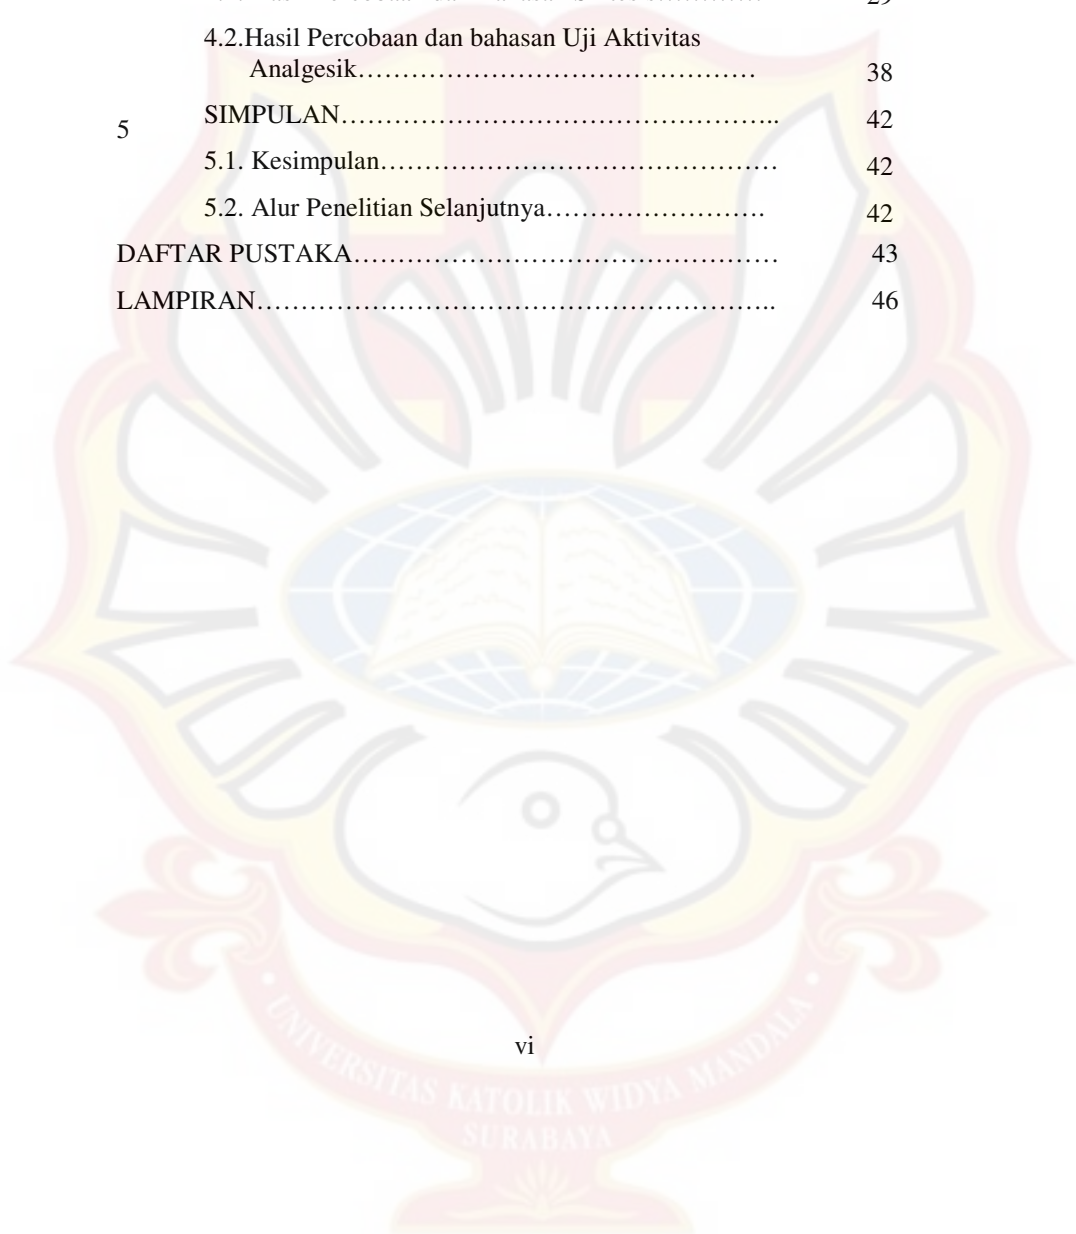 29
4.2.Hasil Percobaan dan bahasan Uji Aktivitas
Analgesik………………………………………… 38
5 SIMPULAN………………………………………….. 42
5.1. Kesimpulan……………………………………… 42
5.2. Alur Penelitian Selanjutnya……………………. 42
DAFTAR PUSTAKA………………………………………… 43
LAMPIRAN………………………………………………….. 46
vi
• UNIVERSITAS KATOLIK WIDYA MANDALA •
SURABAYA